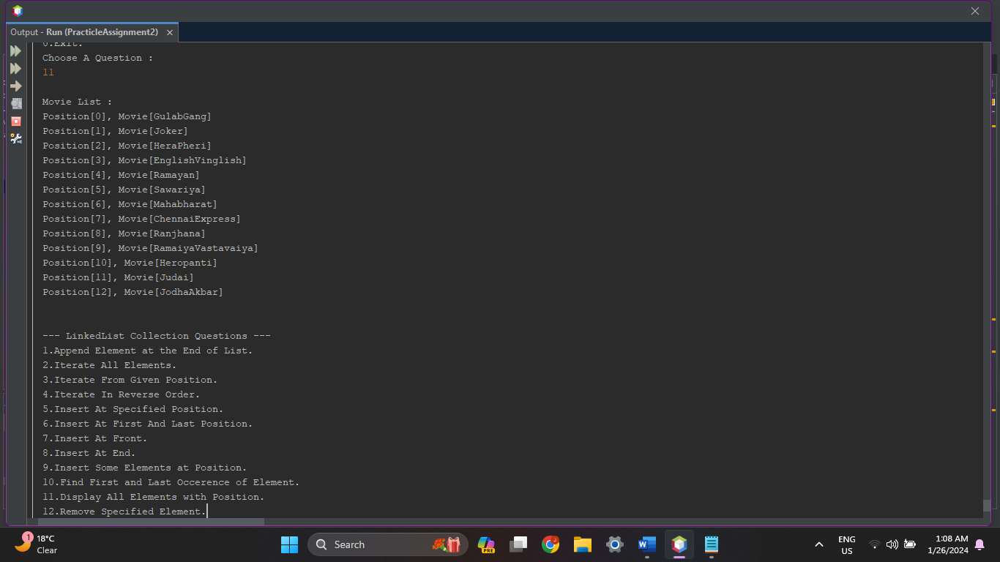 Output - Run (PracticleAssignment2)
0.Exit.
Choose A Question :
11
Movie List :
Position[0], Movie[GulabGang]
Position[1], Movie[Joker]
Position[2], Movie[HeraPheri]
Position[3], Movie[EnglishVinglish]
Position[4], Movie[Ramayan]
Position[5], Movie[Sawariya]
Position[6], Movie[Mahabharat]
Position[7], Movie[ChennaiExpress]
Position[8], Movie[Ranjhana]
Position[9], Movie[RamaiyaVastavaiya]
Position[10], Movie[Heropanti]
Position[11], Movie[Judai]
Position[12], Movie[JodhaAkbar]
--- LinkedList Collection Questions ---
1.Append Element at the End of List.
2.Iterate All Elements.
3.Iterate From Given Position.
4.Iterate In Reverse Order.
5.Insert At Specified Position.
6.Insert At First And Last Position.
7.Insert At Front.
8.Insert At End.
9.Insert Some Elements at Position.
10.Find First and Last Occerence of Element.
11.Display All Elements with Position.
12.Remove Specified Element.
1
18°C
Clear
Search
PRE
ENG
US
1:08 AM
1/26/2024